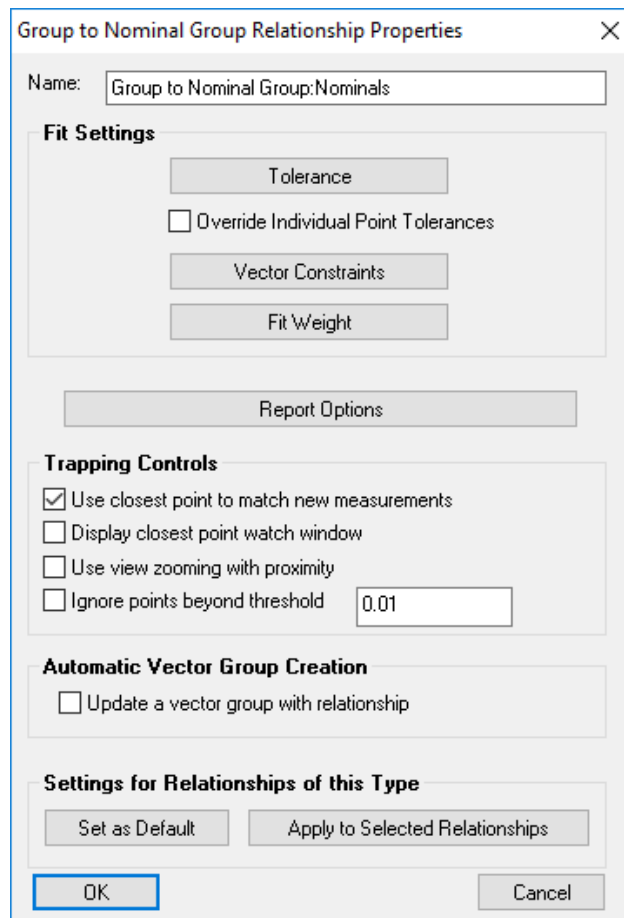 Group to Nominal Group Relationship Properties
Name: Group to Nominal Group:Nominals
Fit Settings
Tolerance
Override Individual Point Tolerances
Vector Constraints
Fit Weight
Report Options
Trapping Controls
Use closest point to match new measurements
Display closest point watch window
Use view zooming with proximity
Ignore points beyond threshold 0.01
Automatic Vector Group Creation
Update a vector group with relationship
Settings for Relationships of this Type
Set as Default Apply to Selected Relationships
OK Cancel